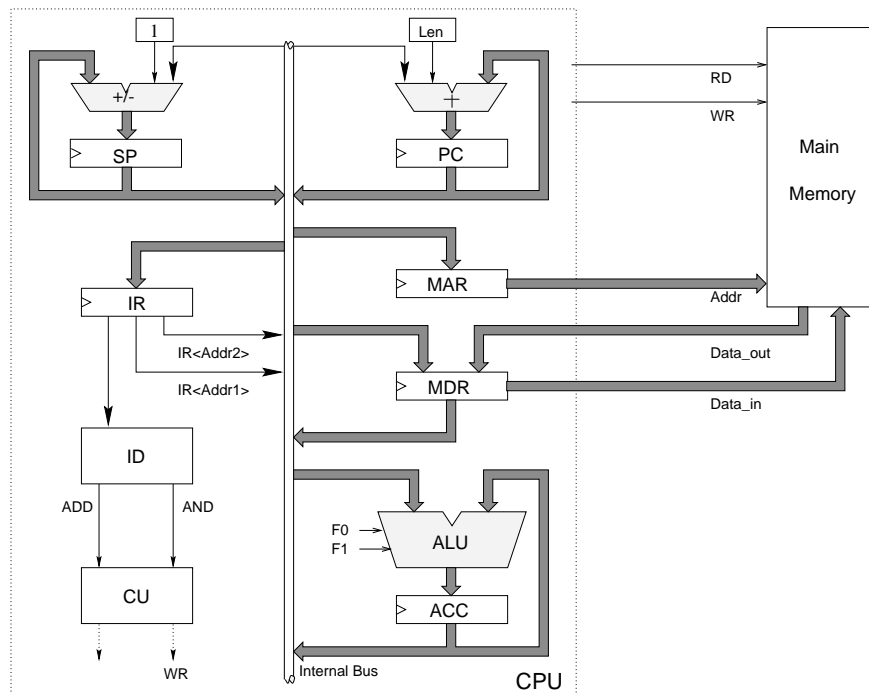 1
Len
+/-
+
RD
WR
SP
PC
Main
Memory
IR
MAR
Addr
IR<Addr2>
Data_out
IR<Addr1>
MDR
Data_in
ID
ADD
AND
F0
F1
ALU
CU
ACC
WR
Internal Bus
CPU